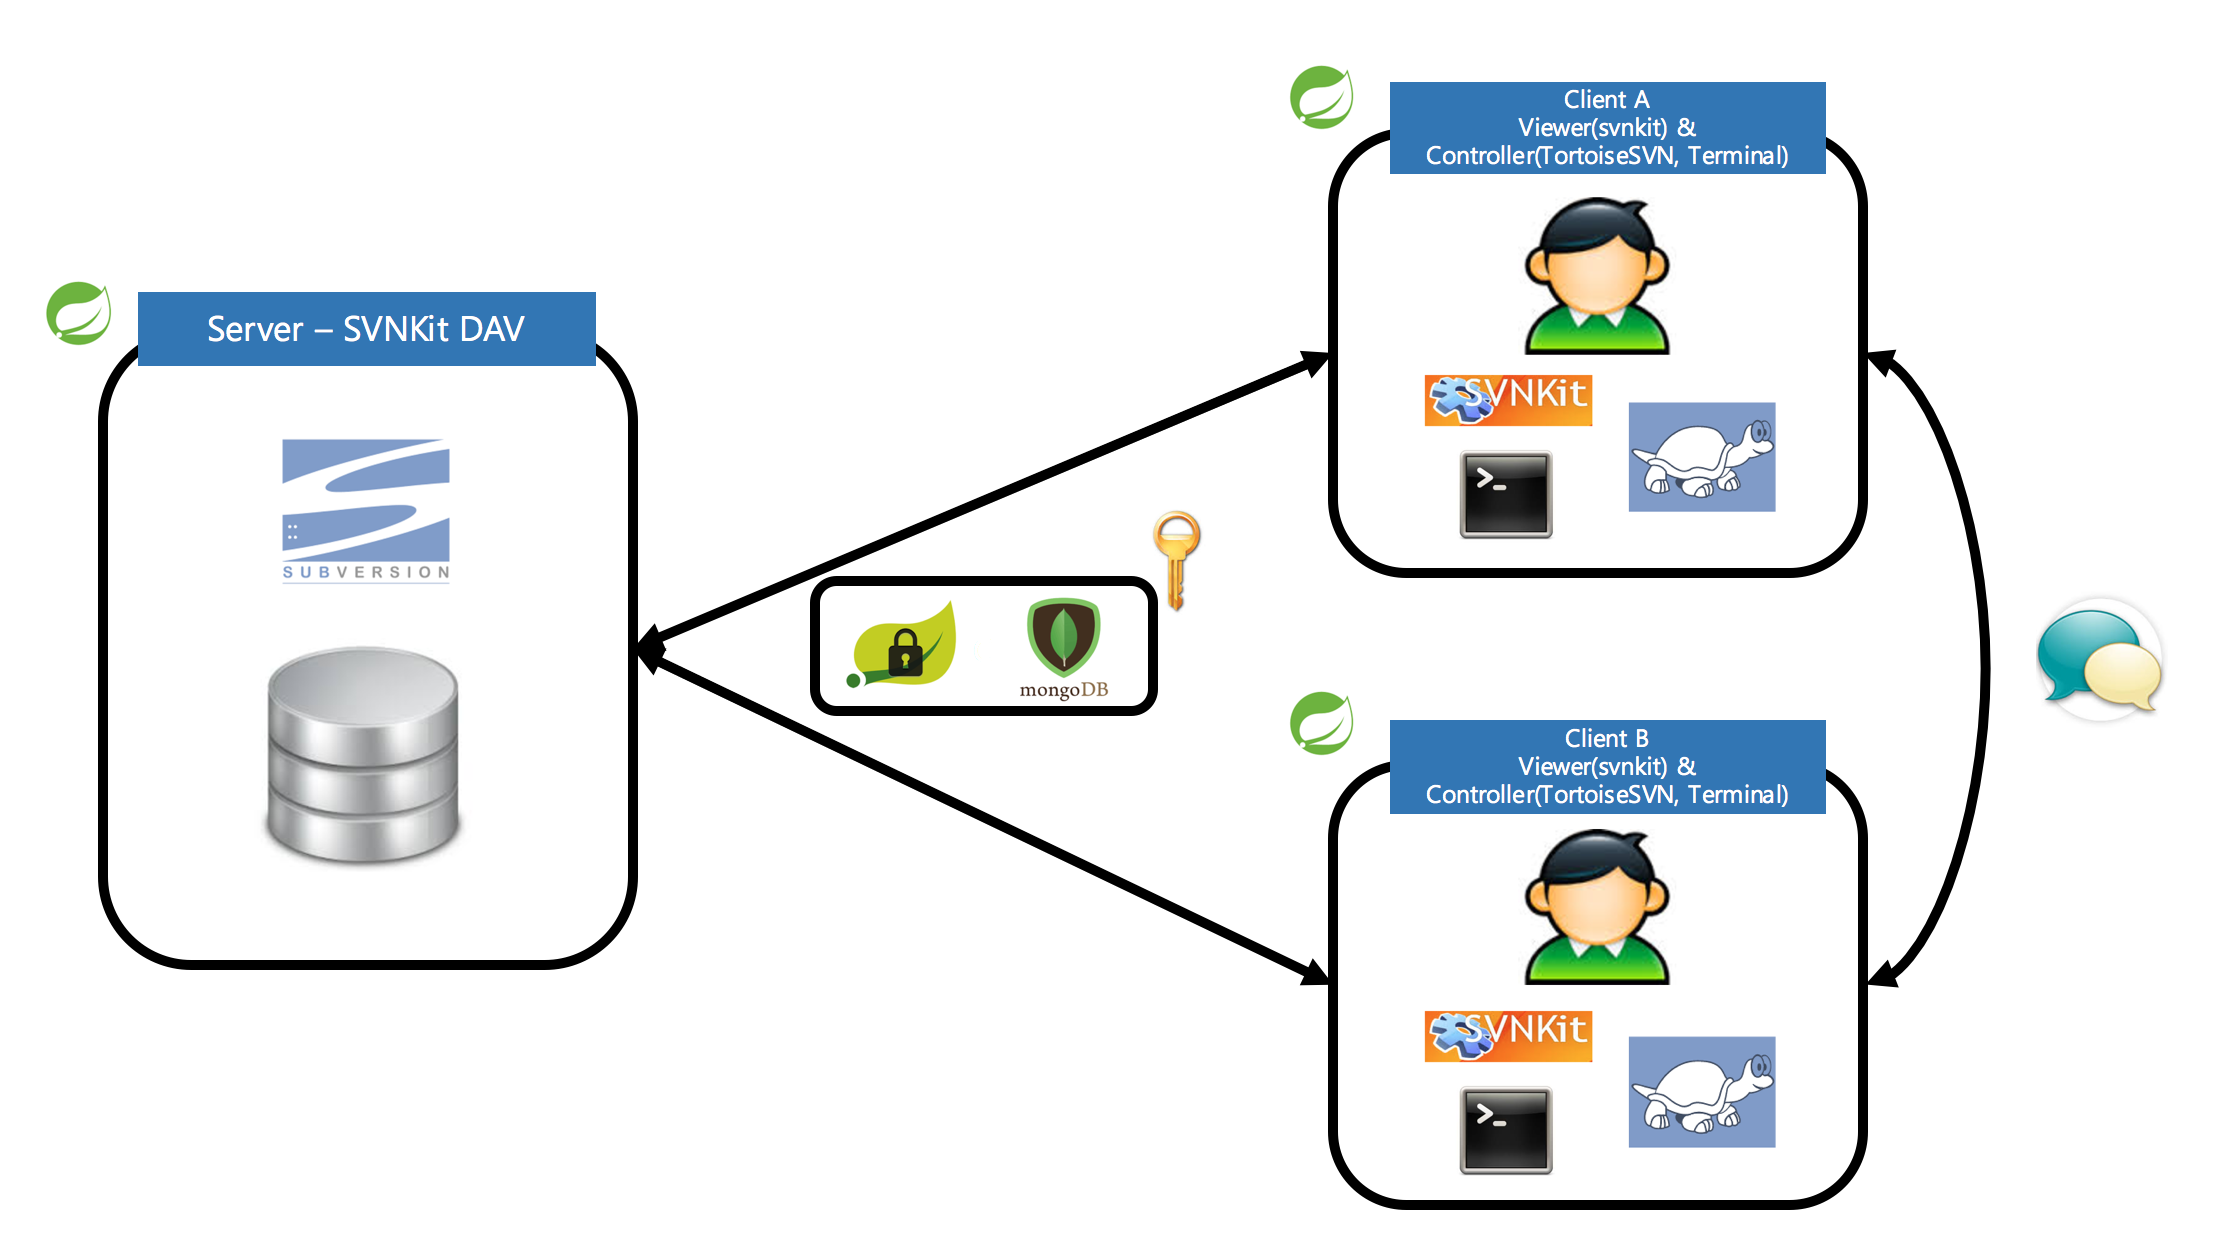 Client A
Viewer(svnkit) &
Controller(TortoiseSVN, Terminal)
Server – SVNKit DAV
SVNKit
>_
SUBVERSION
mongoDB
Client B
Viewer(svnkit) &
Controller(TortoiseSVN, Terminal)
SVNKit
>_